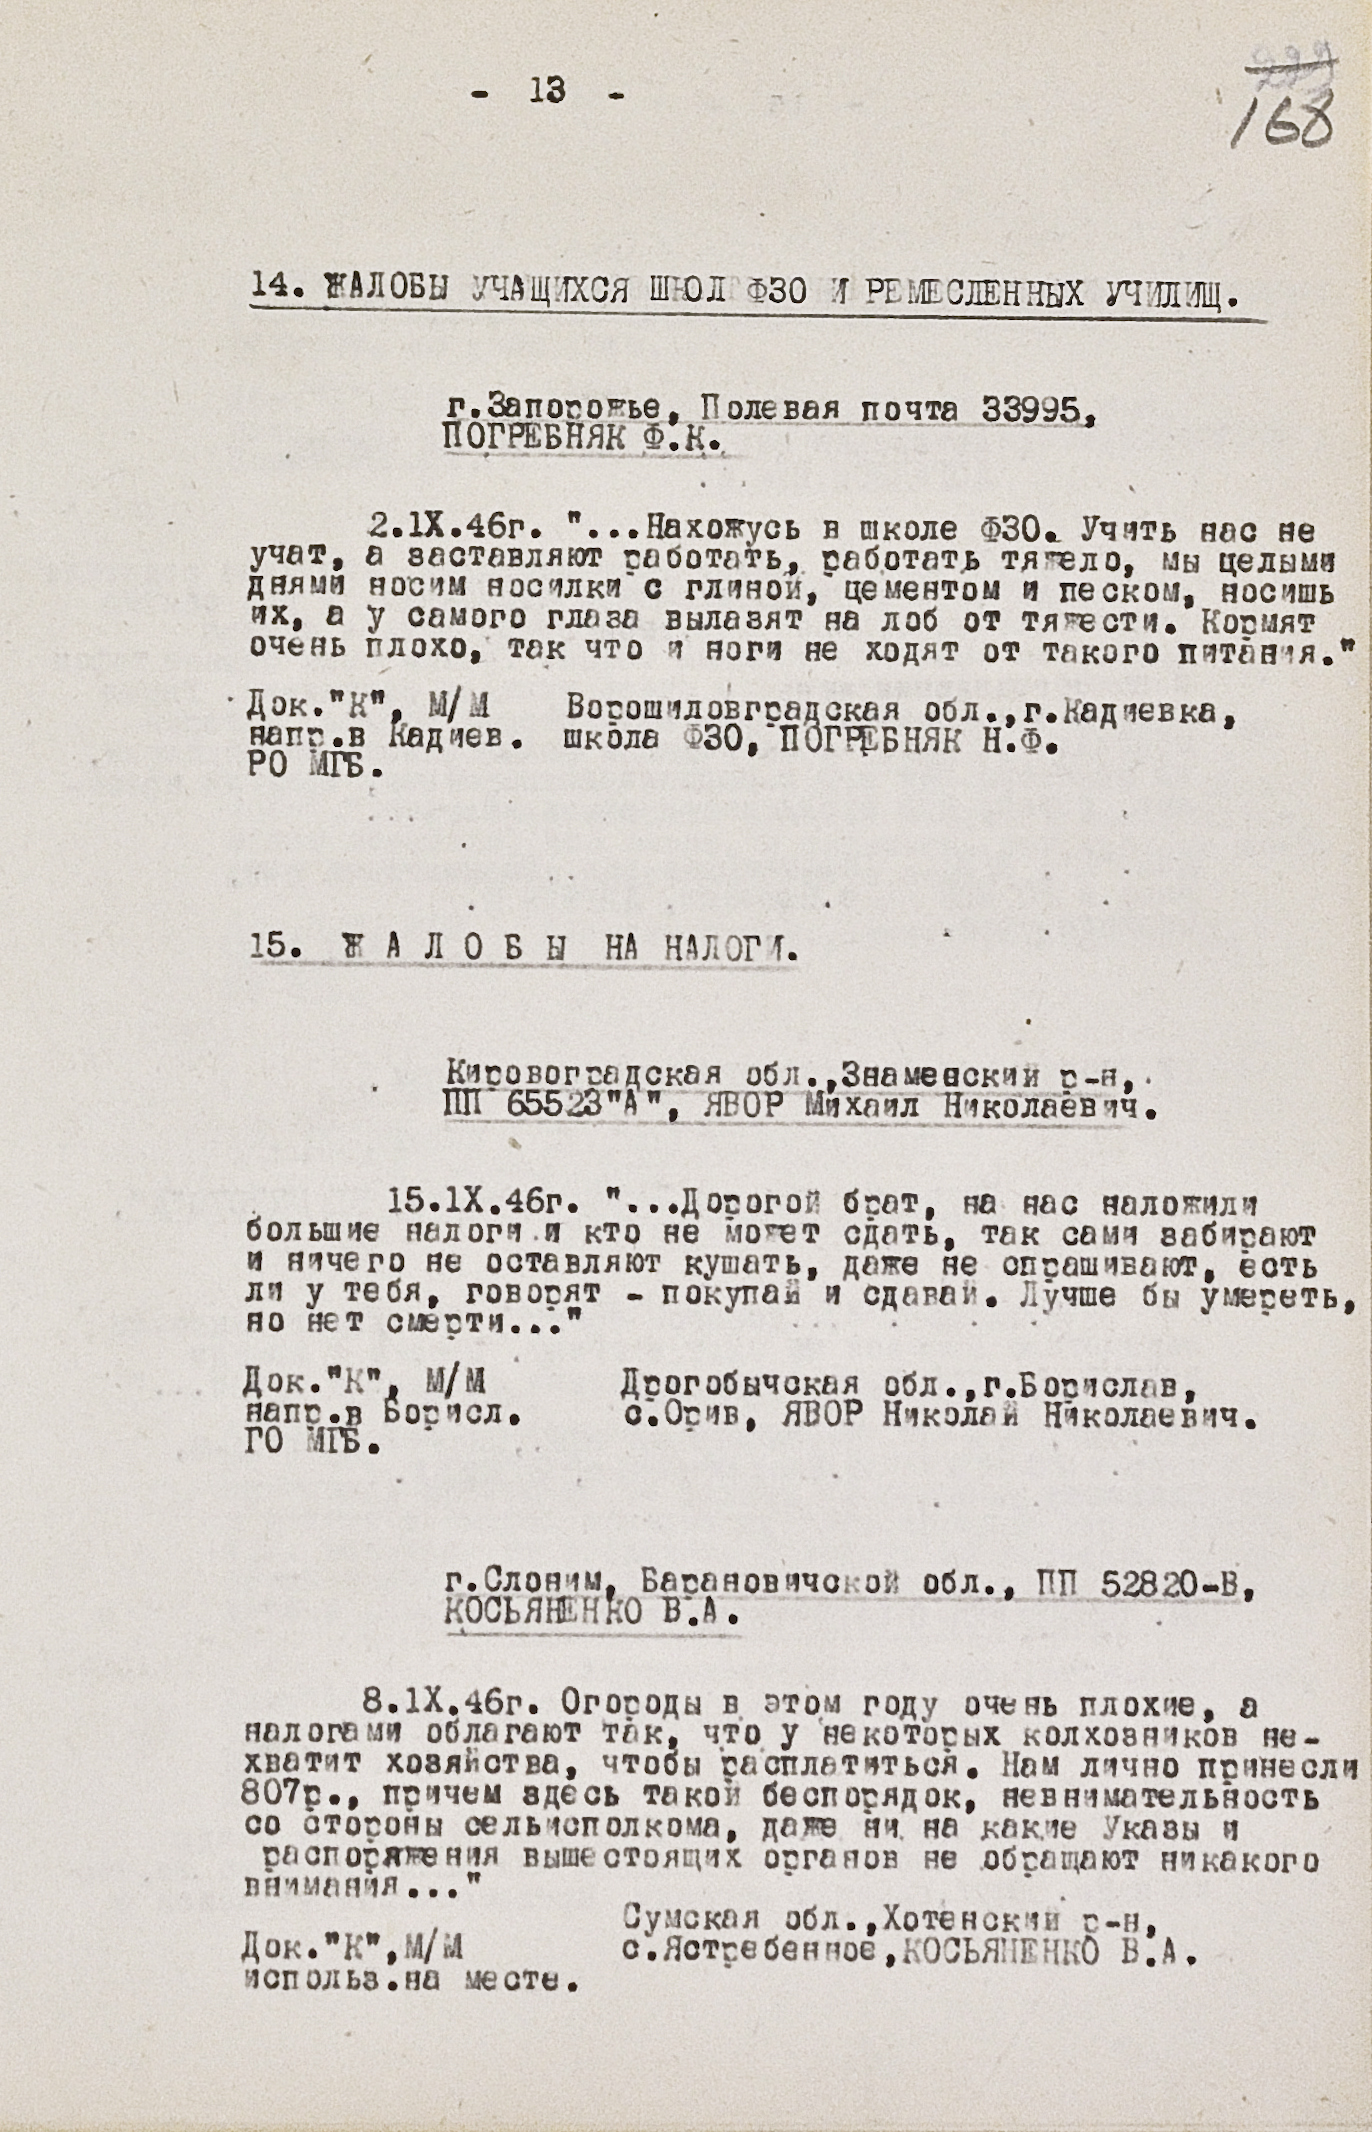 - 13 -
168
14. ЖАЛОБЫ УЧАЩИХСЯ ШКОЛ ФЗО И РЕМЕСЛЕННЫХ УЧИЛИЩ.
г.Запорожье, Полевая почта 33995,
ПОГРЕБНЯК Ф.К.
2.1Х.46г. "...Нахожусь в школе ФЗО. Учить нас не
учат, а заставляют работать, работать тяжело, мы целыми
днями носим носилки с глиной, цементом и песком, носишь
их, а у самого глаза вылазят на лоб от тяжести. Кормят
очень плохо, так что и ноги не ходят от такого питания."
Док."К", М/М Ворошиловградская обл.,г.Кадиевка,
напр.в Кадиев. школа ФЗО, ПОГРЕБНЯК Н.Ф.
РО МГБ.
15. Ж А Л О Б Ы НА НАЛОГИ.
Кировоградская обл.,Знаменский р-н,
ПП 65523"А", ЯВОР Михаил Николаевич.
15.1Х.46г. "...Дорогой брат, на нас наложили
большие налоги и кто не может сдать, так сами забирают
и ничего не оставляют кушать, даже не спрашивают, есть
ли у тебя, говорят - покупай и сдавай. Лучше бы умереть,
но нет смерти..."
Док."К", М/М Дрогобычская обл.,г.Борислав,
напр.в Борисл. с.Орив, ЯВОР Николай Николаевич.
ГО МГБ.
г.Слоним, Барановичской обл., ПП 52820-В,
КОСЬЯНЕНКО В.А.
8.1Х.46г. Огороды в этом году очень плохие, а
налогами облагают так, что у некоторых колхозников не-
хватит хозяйства, чтобы расплатиться. Нам лично принесли
807р., причем здесь такой беспорядок, невнимательность
со стороны сельисполкома, даже ни на какие Указы и
распоряжения вышестоящих органов не обращают никакого
внимания..."
Сумская обл.,Хотенский р-н,
Док."К",М/М с.Ястребенное,КОСЬЯНЕНКО В.А.
использ.на месте.